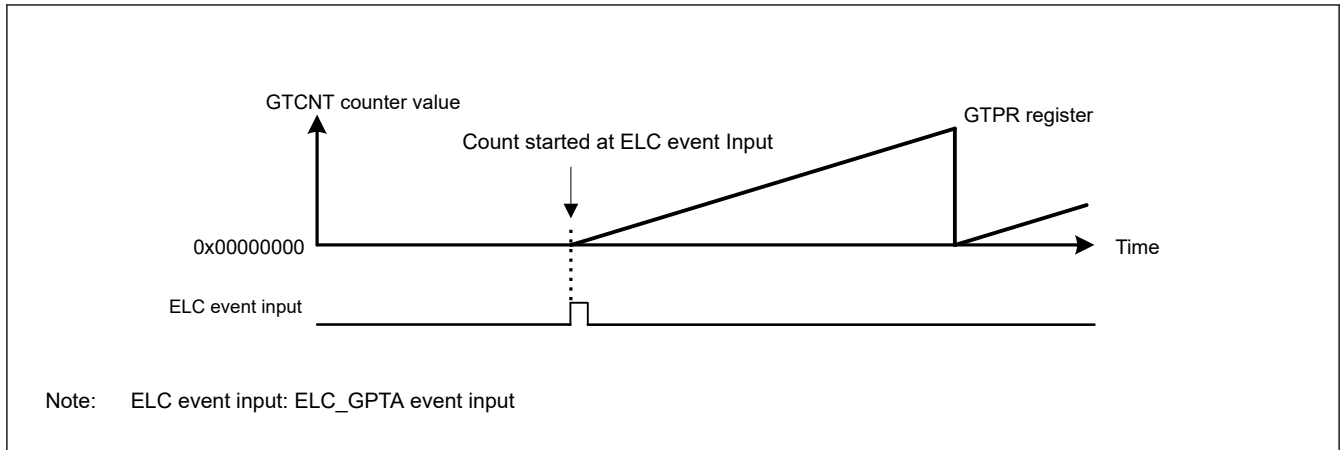 GTCNT counter value
GTPR register
Count started at ELC event Input
0x00000000
Time
ELC event input
Note: ELC event input: ELC_GPTA event input